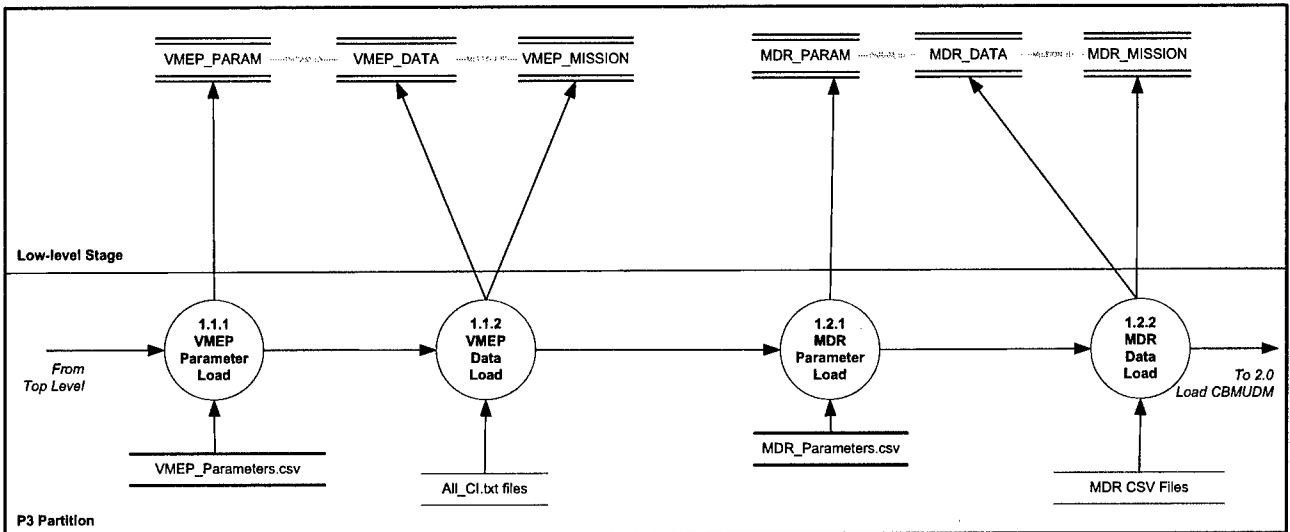 VMEP_PARAM
VMEP_DATA
VMEP_MISSION
MDR_PARAM
MDR_DATA
MDR_MISSION
Low-level Stage
1.1.1
VMEP
Parameter
Load
1.1.2
VMEP
Data
Load
1.2.1
MDR
Parameter
Load
1.2.2
MDR
Data
Load
From
Top Level
To 2.0
Load CBMUDM
VMEP_Parameters.csv
All_CI.txt files
MDR_Parameters.csv
MDR CSV Files
P3 Partition